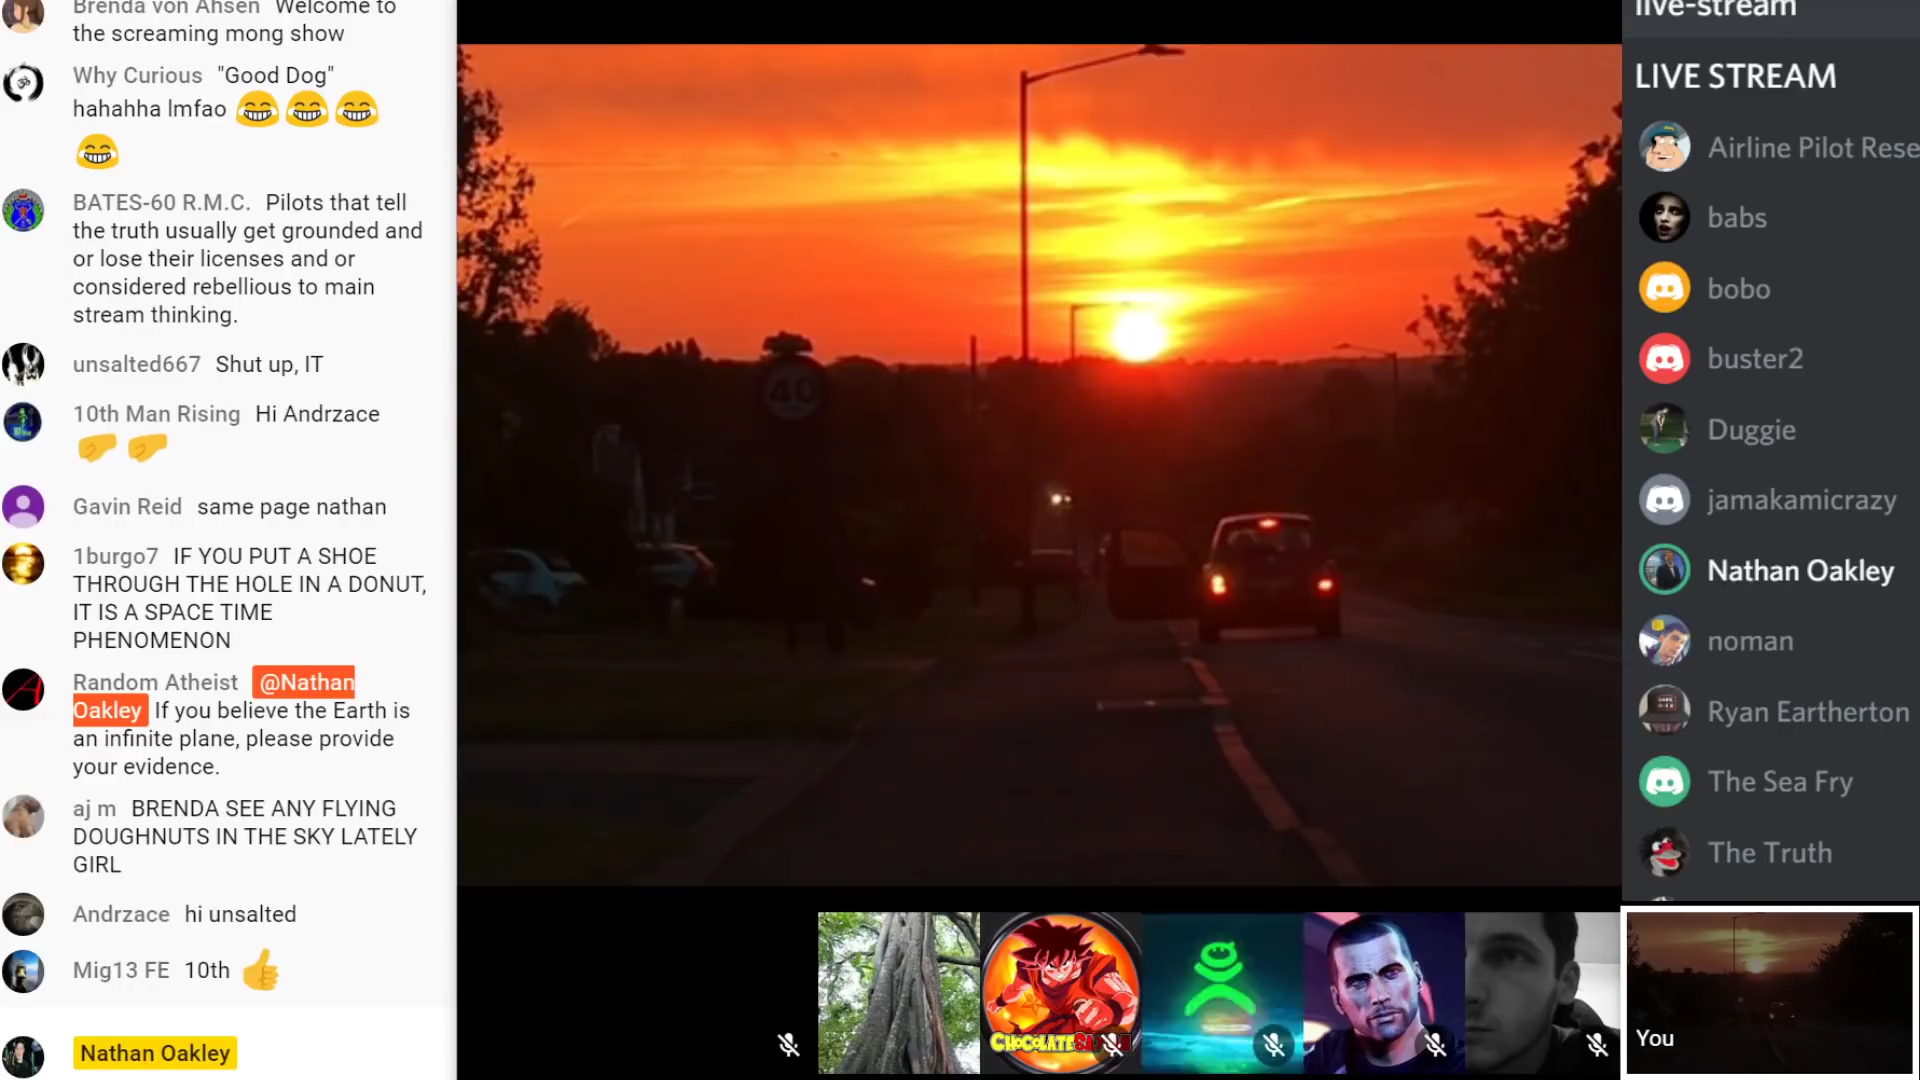 Brenda von Ahsen Welcome to
the screaming mong show
Why Curious "Good Dog"
hahahha lmfao
BATES-60 R.M.C. Pilots that tell
the truth usually get grounded and
or lose their licenses and or
considered rebellious to main
stream thinking.
unsalted667 Shut up, IT
10th Man Rising Hi Andrzace
Gavin Reid same page nathan
1burgo7 IF YOU PUT A SHOE
THROUGH THE HOLE IN A DONUT,
IT IS A SPACE TIME
PHENOMENON
Random Atheist @Nathan
Oakley If you believe the Earth is
an infinite plane, please provide
your evidence.
aj m BRENDA SEE ANY FLYING
DOUGHNUTS IN THE SKY LATELY
GIRL
Andrzace hi unsalted
Mig13 FE 10th
Nathan Oakley
40
You
live-stream
LIVE STREAM
Airline Pilot Rese
babs
bobo
buster2
Duggie
jamakamicrazy
Nathan Oakley
noman
Ryan Eartherton
The Sea Fry
The Truth